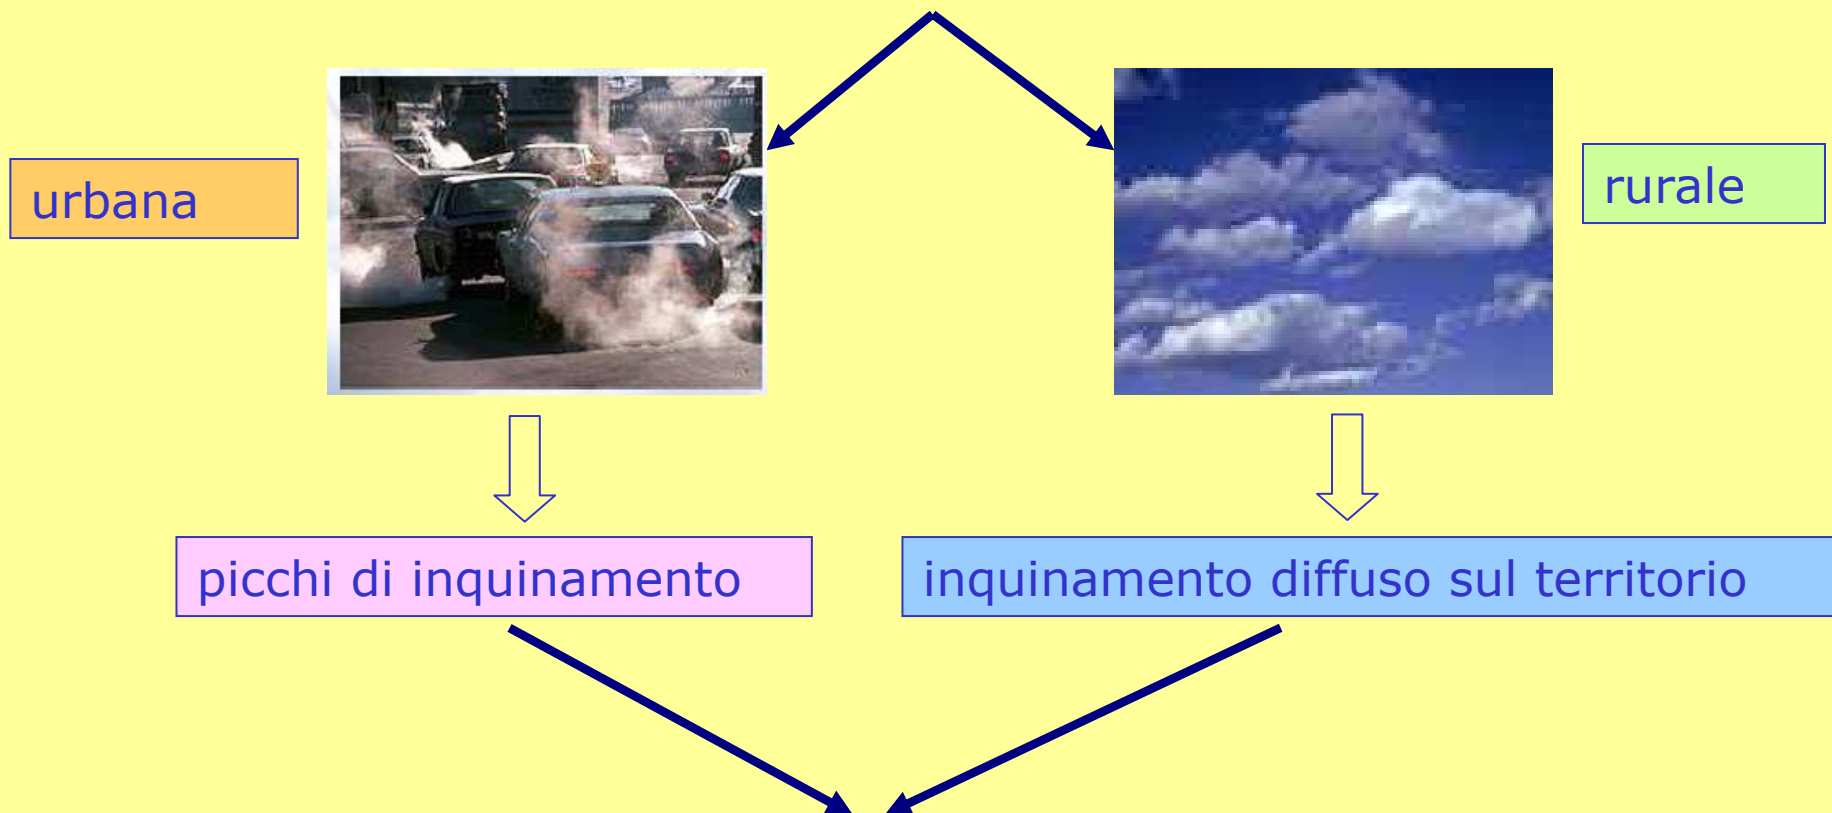 urbana
rurale
picchi di inquinamento
inquinamento diffuso sul territorio